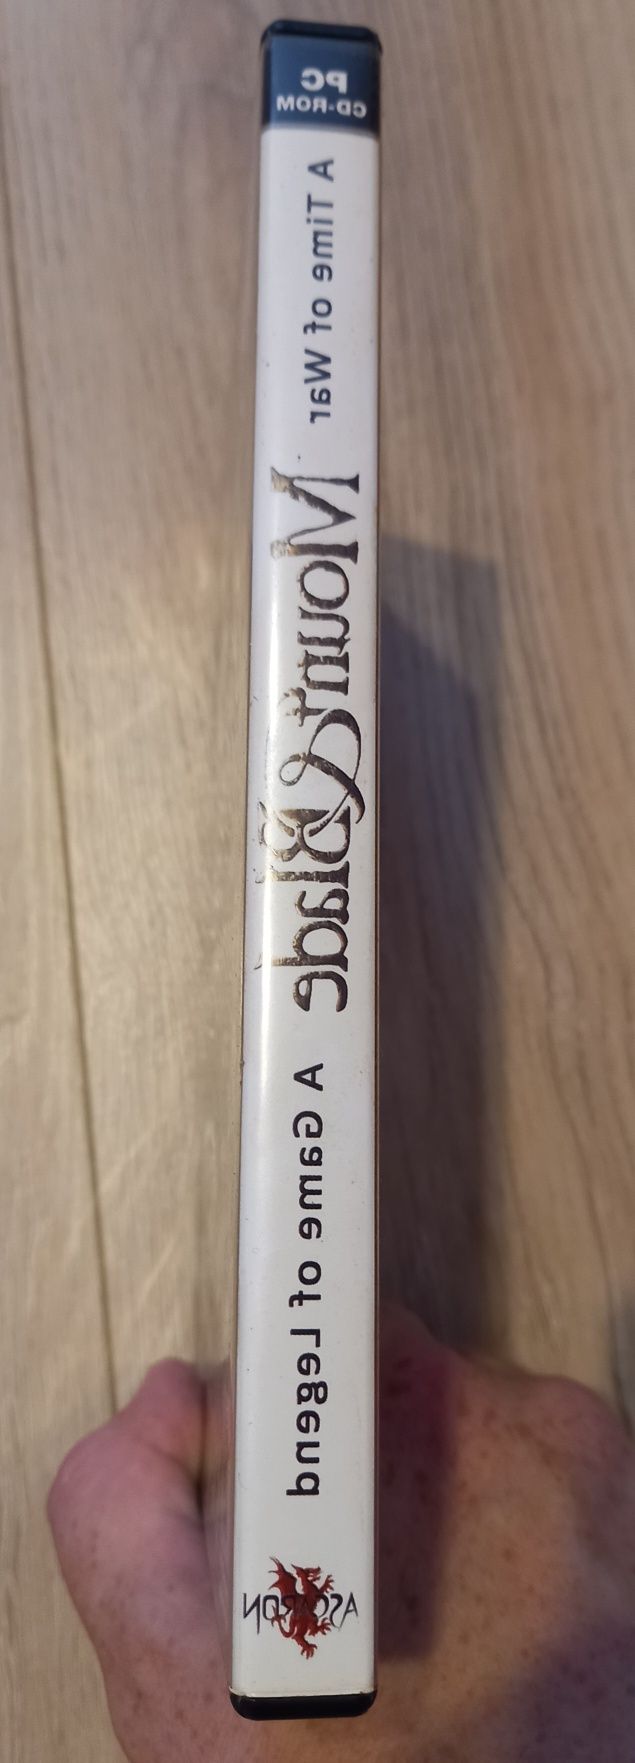 PC
CD-ROM
A Time of War
Mount&Blade
A Game of Legend
ASCARON